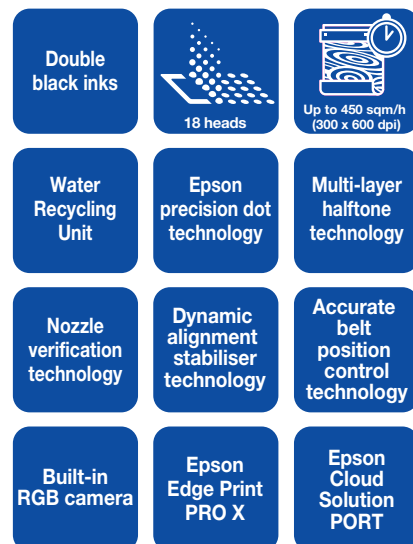 Double
black inks
18 heads
Up to 450 sqm/h
(300 x 600 dpi)
Water
Recycling
Unit
Epson
precision dot
technology
Multi-layer
halftone
technology
Nozzle
verification
technology
Dynamic
alignment
stabiliser
technology
Accurate
belt
position
control
technology
Built-in
RGB camera
Epson
Edge Print
PRO X
Epson
Cloud
Solution
PORT